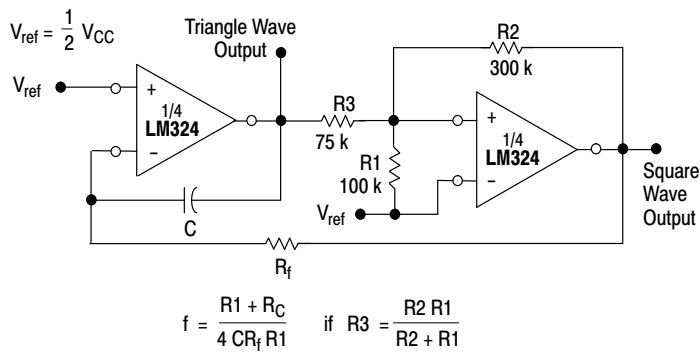 V_ref = 1/2 V_CC
Triangle Wave
Output
R2
300 k
V_ref
+
1/4
LM324
−
R3
75 k
+
1/4
LM324
−
R1
100 k
V_ref
Square
Wave
Output
C
R_f
f = (R1 + R_C)/(4 CR_f R1) if R3 = (R2 R1)/(R2 + R1)